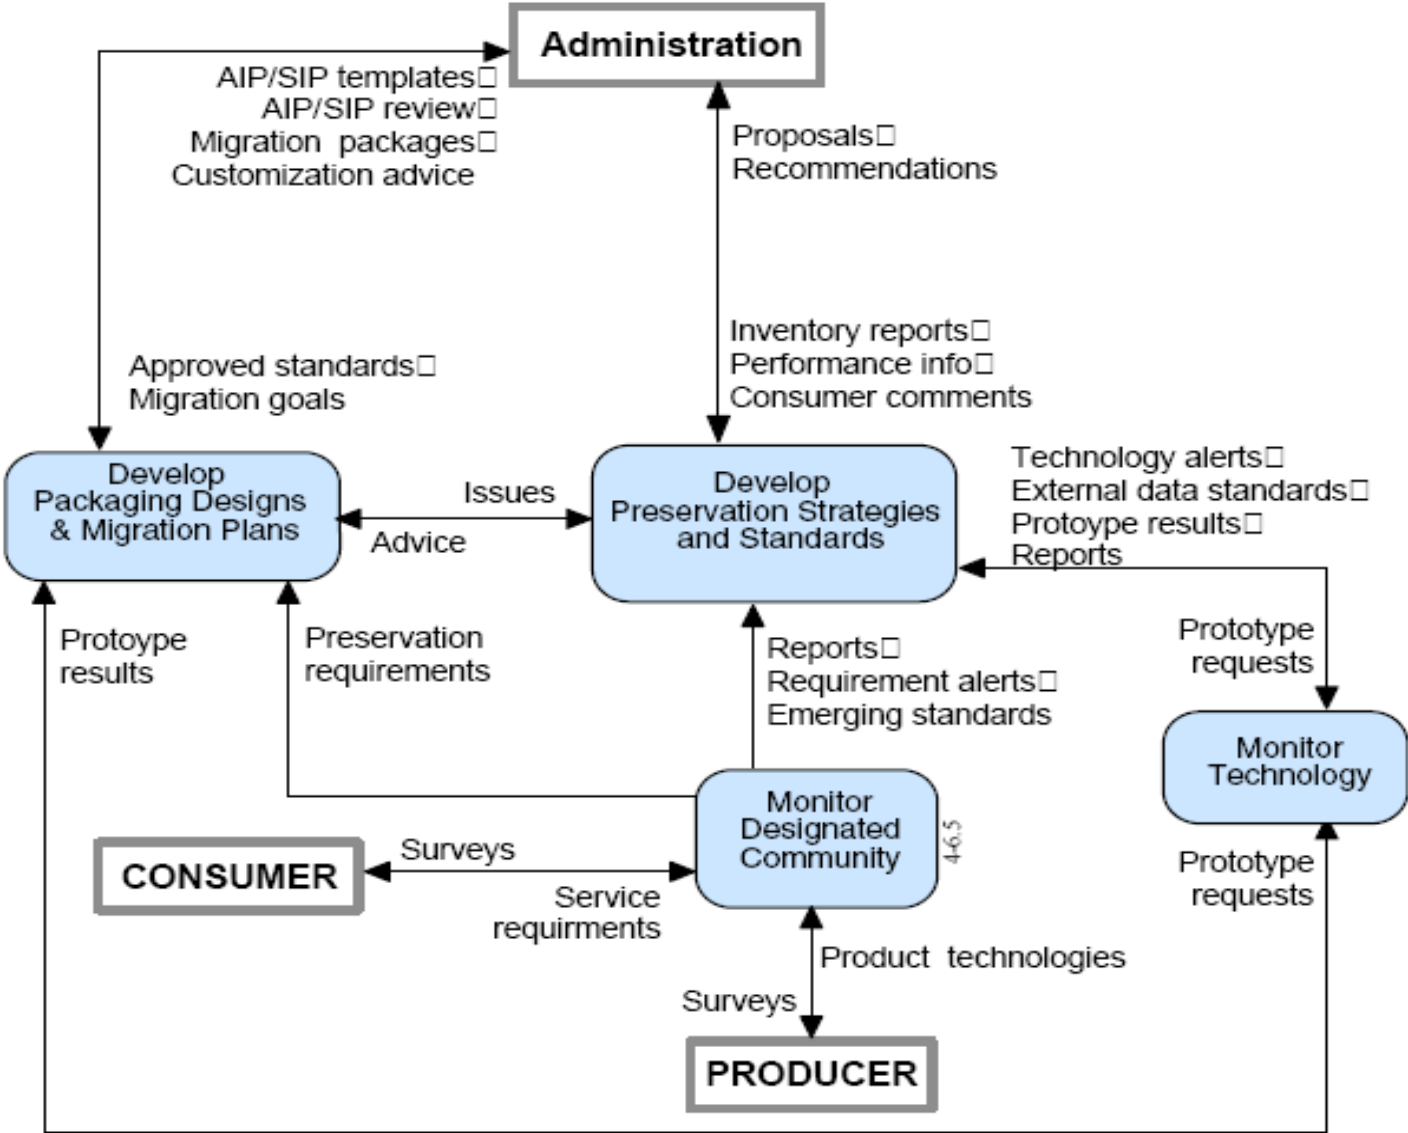 Administration
AIP/SIP templates□
AIP/SIP review□
Migration packages□
Customization advice
Proposals□
Recommendations
Inventory reports□
Performance info□
Consumer comments
Approved standards□
Migration goals
Develop
Packaging Designs
& Migration Plans
Issues
Advice
Develop
Preservation Strategies
and Standards
Technology alerts□
External data standards□
Protoype results□
Reports
Protoype
results
Preservation
requirements
Reports□
Requirement alerts□
Emerging standards
Prototype
requests
Monitor
Technology
Monitor
Designated
Community
4-6.5
CONSUMER
Surveys
Service
requirments
Prototype
requests
Product technologies
Surveys
PRODUCER